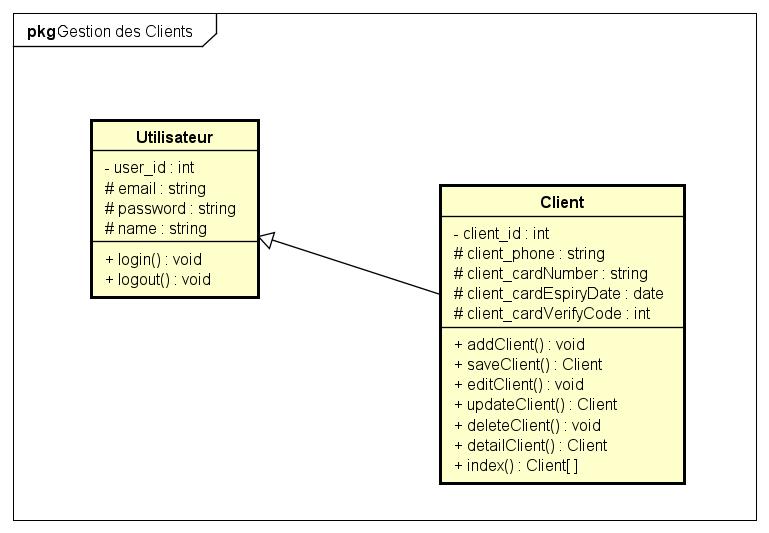 pkgGestion des Clients
Utilisateur
- user_id : int
# email : string
# password : string
# name : string
+ login() : void
+ logout() : void
Client
- client_id : int
# client_phone : string
# client_cardNumber : string
# client_cardEspiryDate : date
# client_cardVerifyCode : int
+ addClient() : void
+ saveClient() : Client
+ editClient() : void
+ updateClient() : Client
+ deleteClient() : void
+ detailClient() : Client
+ index() : Client[ ]